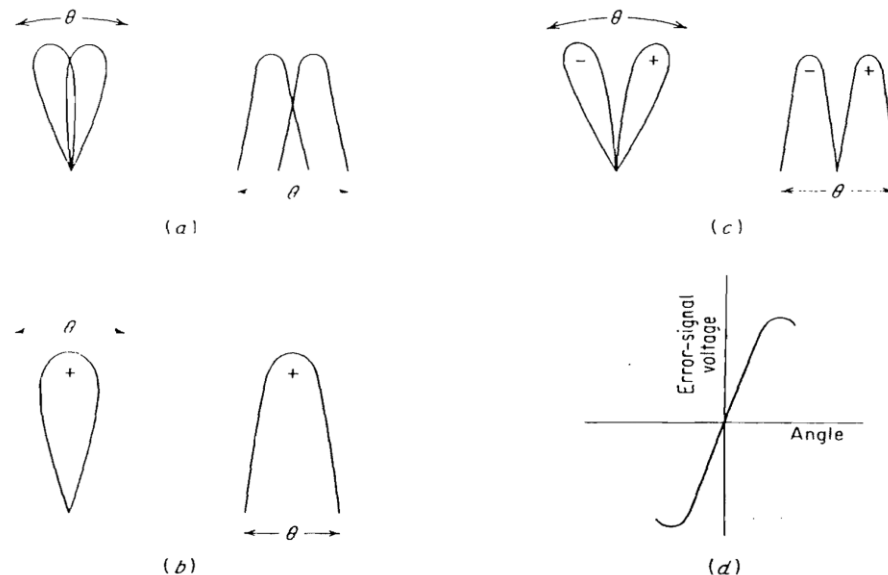 θ
θ
(a)
θ
- +
- +
θ
(c)
θ
+
+
θ
(b)
Error-signal
voltage
Angle
(d)